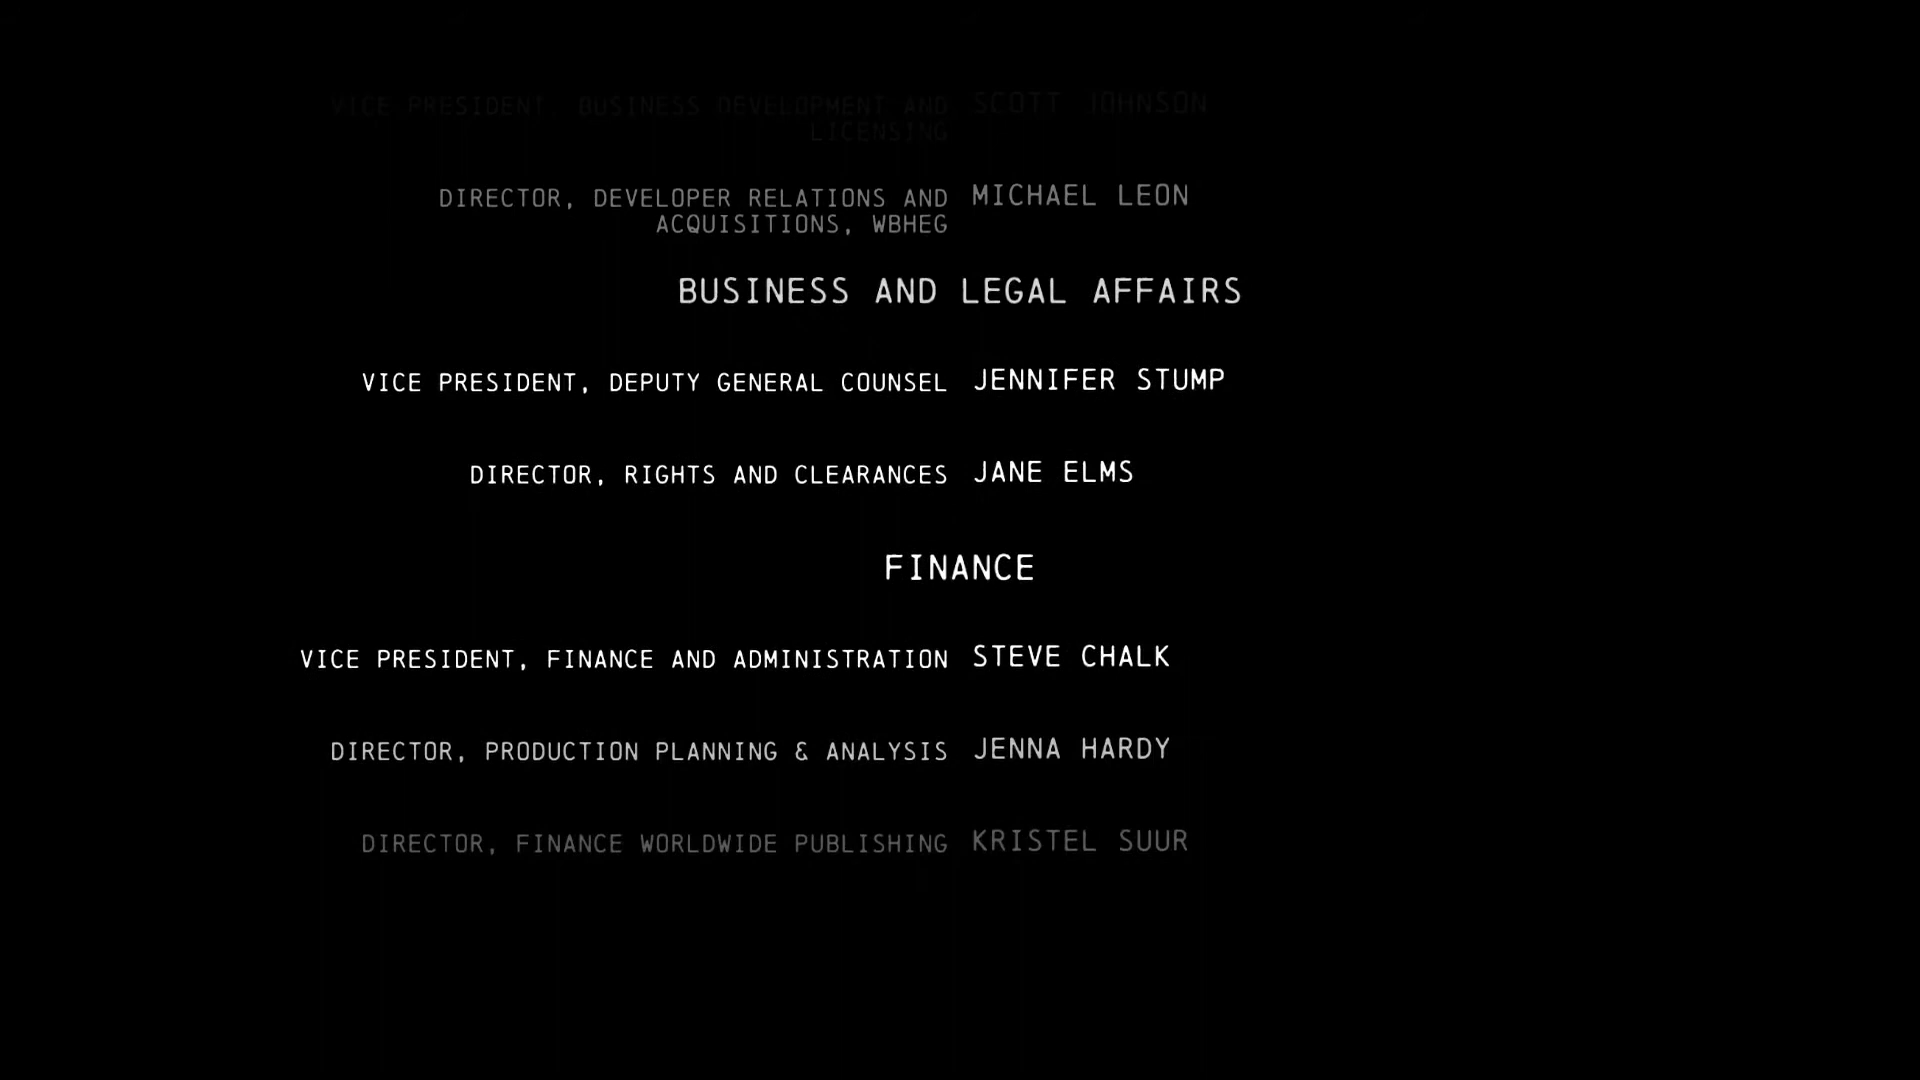 VICE PRESIDENT, BUSINESS DEVELOPMENT AND SCOTT JOHNSON
LICENSING
DIRECTOR, DEVELOPER RELATIONS AND MICHAEL LEON
ACQUISITIONS, WBHEG
BUSINESS AND LEGAL AFFAIRS
VICE PRESIDENT, DEPUTY GENERAL COUNSEL JENNIFER STUMP
DIRECTOR, RIGHTS AND CLEARANCES JANE ELMS
FINANCE
VICE PRESIDENT, FINANCE AND ADMINISTRATION STEVE CHALK
DIRECTOR, PRODUCTION PLANNING & ANALYSIS JENNA HARDY
DIRECTOR, FINANCE WORLDWIDE PUBLISHING KRISTEL SUUR